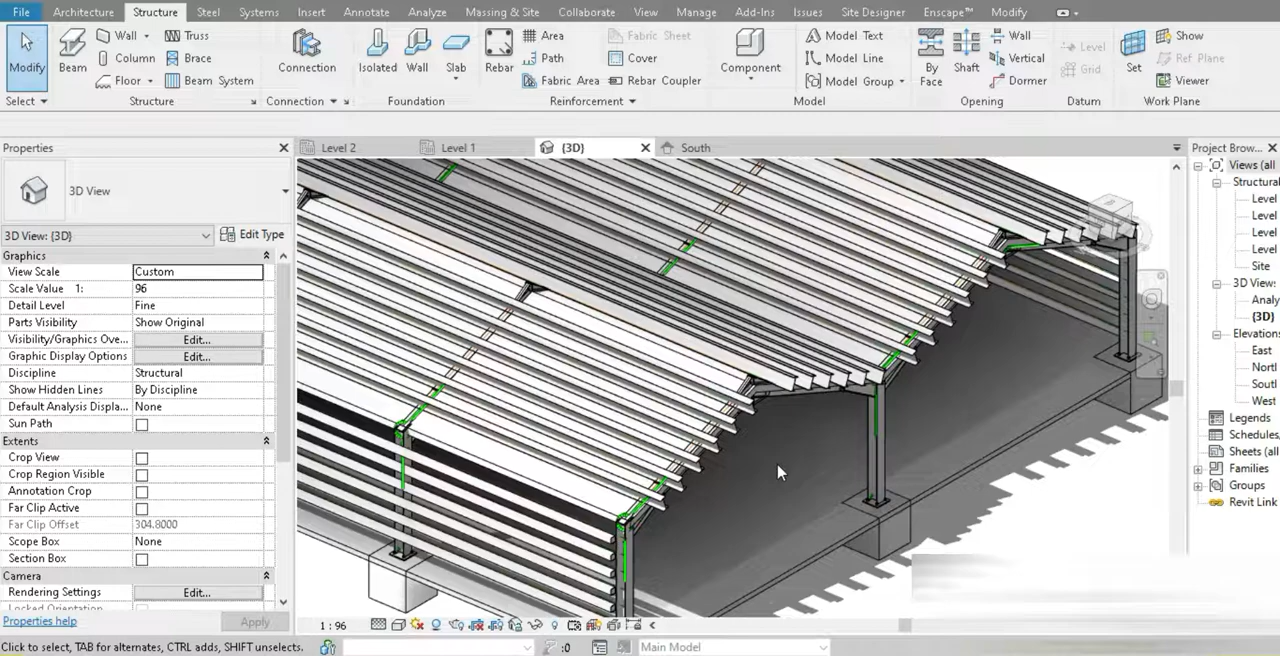 File Architecture Structure Steel Systems Insert Annotate Analyze Massing & Site Collaborate View Manage Add-Ins Issues Site Designer Enscape™ Modify
Modify
Beam
Wall
Column
Floor
Truss
Brace
Beam System
Connection
Isolated
Wall
Slab
Rebar
Area
Path
Fabric Area
Fabric Sheet
Cover
Rebar Coupler
Component
Model Text
Model Line
Model Group
By
Face
Shaft
Wall
Vertical
Dormer
Level
Grid
Set
Show
Ref Plane
Viewer
Select Structure Connection Foundation Reinforcement Model Opening Datum Work Plane
Properties
3D View
3D View: {3D}
Edit Type
Graphics
View Scale Custom
Scale Value 1: 96
Detail Level Fine
Parts Visibility Show Original
Visibility/Graphics Ove... Edit...
Graphic Display Options Edit...
Discipline Structural
Show Hidden Lines By Discipline
Default Analysis Displa... None
Sun Path
Extents
Crop View
Crop Region Visible
Annotation Crop
Far Clip Active
Far Clip Offset 304.8000
Scope Box None
Section Box
Camera
Rendering Settings Edit...
Locked Orientation
Properties help
Apply
Level 2 Level 1 {3D} South
1 : 96
Project Brow...
Views (all
Structural
Level
Level
Level
Level
Site
3D View:
Analy
{3D}
Elevations
East
Nortl
Soutl
West
Legends
Schedules,
Sheets (all
Families
Groups
Revit Link
Click to select, TAB for alternates, CTRL adds, SHIFT unselects.
:0
Main Model